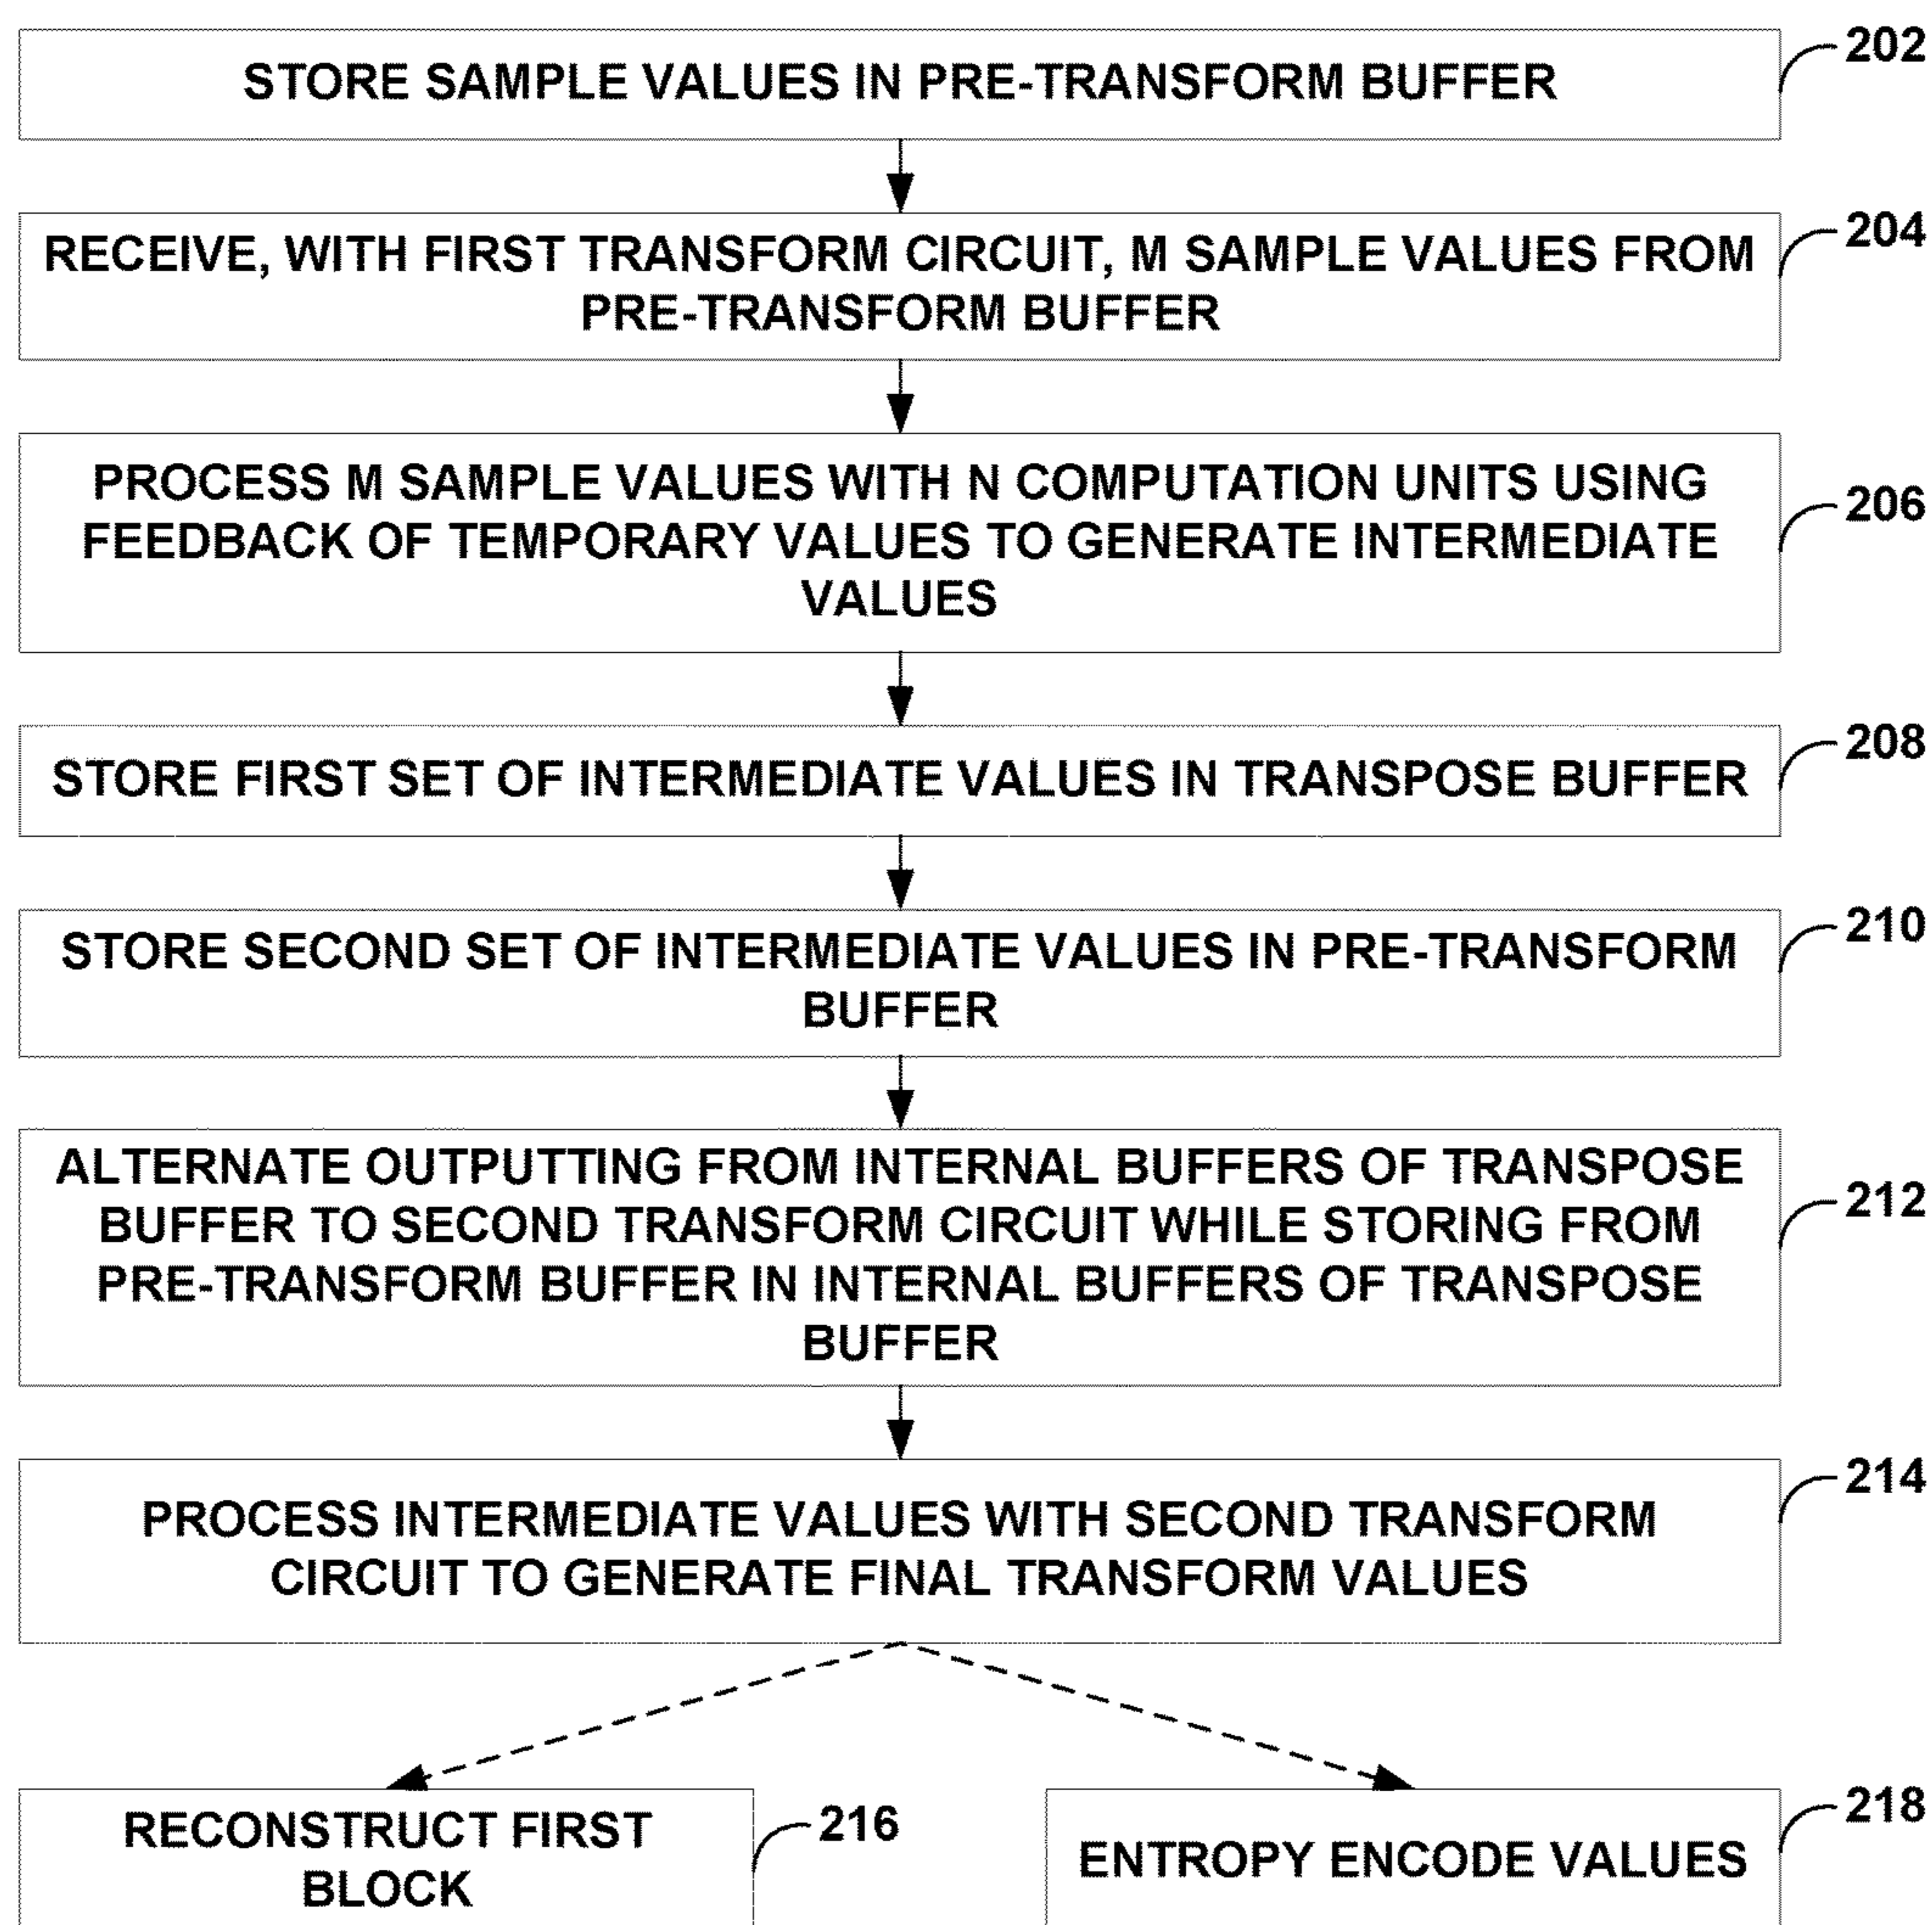 STORE SAMPLE VALUES IN PRE-TRANSFORM BUFFER
202
RECEIVE, WITH FIRST TRANSFORM CIRCUIT, M SAMPLE VALUES FROM
PRE-TRANSFORM BUFFER
204
PROCESS M SAMPLE VALUES WITH N COMPUTATION UNITS USING
FEEDBACK OF TEMPORARY VALUES TO GENERATE INTERMEDIATE
VALUES
206
STORE FIRST SET OF INTERMEDIATE VALUES IN TRANSPOSE BUFFER
208
STORE SECOND SET OF INTERMEDIATE VALUES IN PRE-TRANSFORM
BUFFER
210
ALTERNATE OUTPUTTING FROM INTERNAL BUFFERS OF TRANSPOSE
BUFFER TO SECOND TRANSFORM CIRCUIT WHILE STORING FROM
PRE-TRANSFORM BUFFER IN INTERNAL BUFFERS OF TRANSPOSE
BUFFER
212
PROCESS INTERMEDIATE VALUES WITH SECOND TRANSFORM
CIRCUIT TO GENERATE FINAL TRANSFORM VALUES
214
RECONSTRUCT FIRST
BLOCK
216
ENTROPY ENCODE VALUES
218